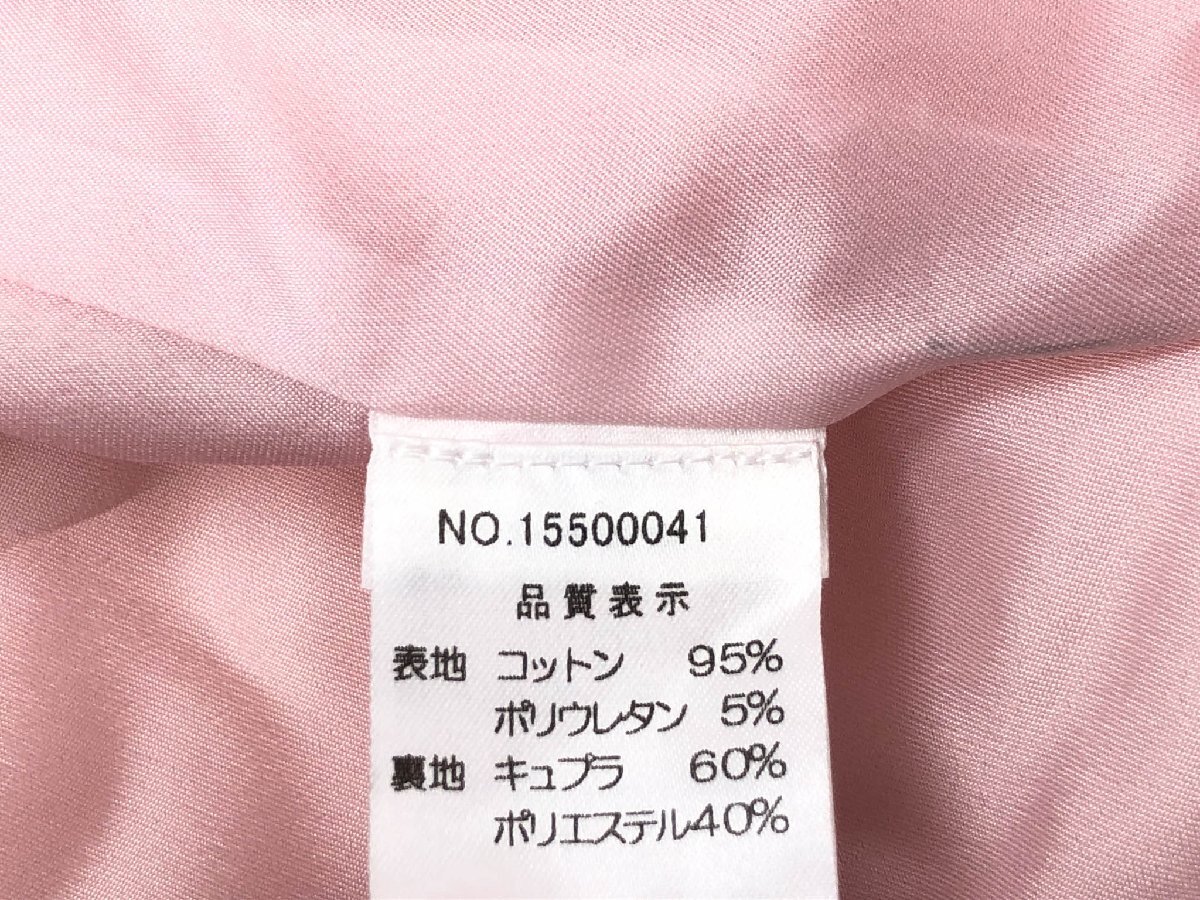 NO.15500041
品質表示
表地 コットン 95%
ポリウレタン 5%
裏地 キュプラ 60%
ポリエステル40%